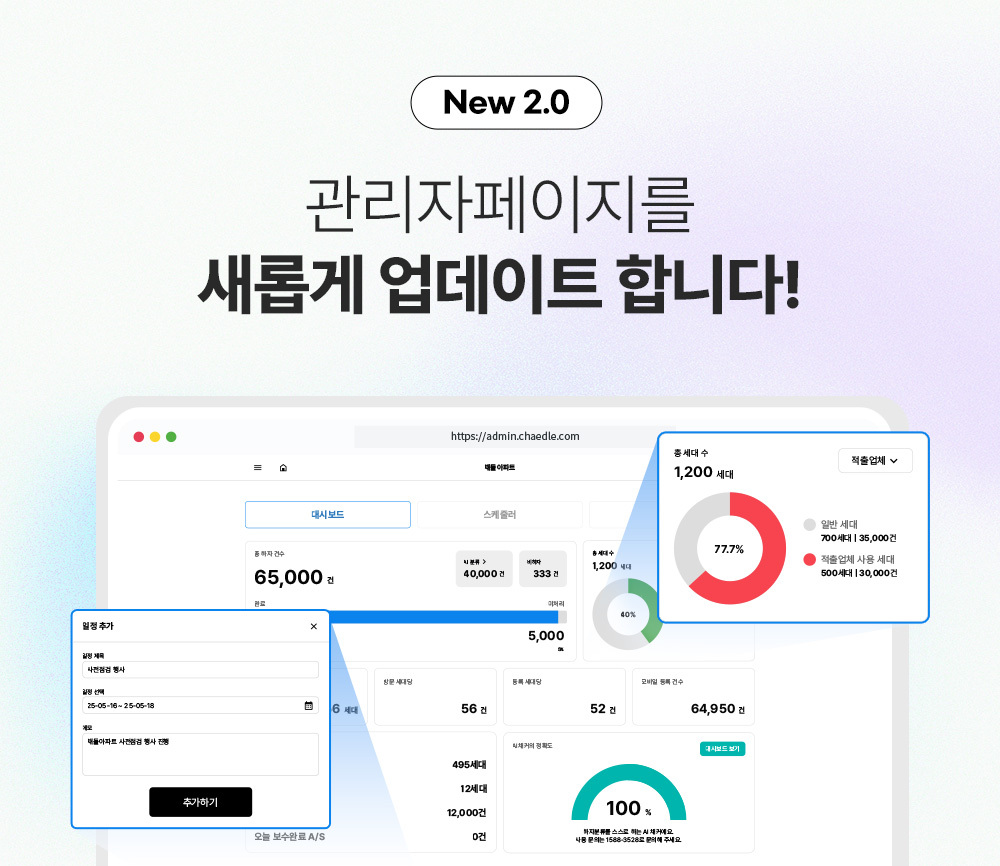 New 2.0
관리자페이지를
새롭게 업데이트 합니다!
https://admin.chaedle.com
채들아파트
대시보드
스케줄러
총 하자 건수
65,000 건
AI 분류 >
40,000 건
비하자
333 건
완료
미처리
5,000
건
총 세대 수
1,200 세대
40%
총 세대 수
1,200 세대
적출업체
77.7%
일반 세대
700세대 | 35,000건
적출업체 사용 세대
500세대 | 30,000건
일정 추가
일정 제목
사전점검 행사
일정 선택
25-05-16 ~ 25-05-18
메모
채들아파트 사전점검 행사 진행
추가하기
6 세대
방문 세대당
56 건
등록 세대당
52 건
모바일 등록 건수
64,950 건
495세대
12세대
12,000건
오늘 보수완료 A/S
0건
AI채커의 정확도
대시보드 보기
100 %
하자분류를 스스로 하는 AI 채커에요.
사용 문의는 1588-3528로 문의해 주세요.